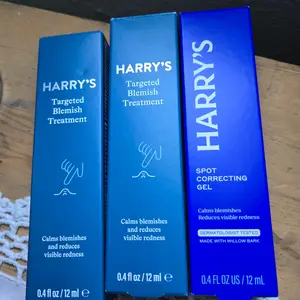 HARRY'S
Targeted
Blemish
Treatment
Calms blemishes
and reduces
visible redness
0.4 fl oz / 12 ml ℮
HARRY'S
Targeted
Blemish
Treatment
Calms blemishes
and reduces
visible redness
0.4 fl oz / 12 ml ℮
HARRY'S
SPOT
CORRECTING
GEL
Calms blemishes
Reduces visible redness
DERMATOLOGIST TESTED
MADE WITH WILLOW BARK
0.4 FL OZ US / 12 mL